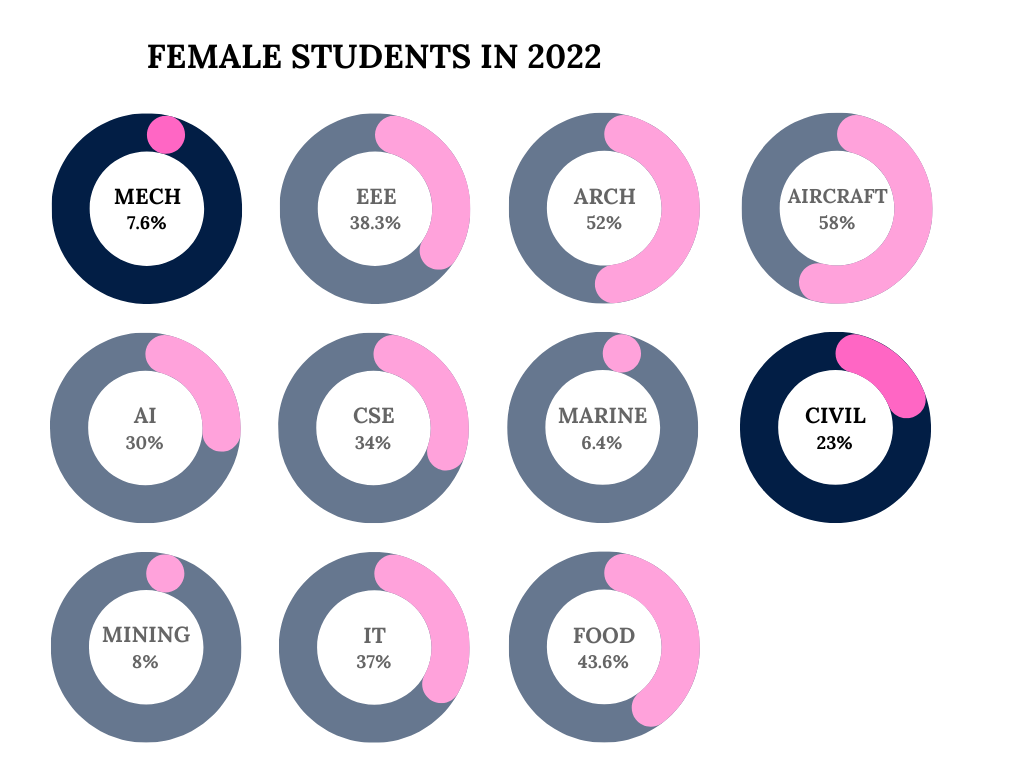 FEMALE STUDENTS IN 2022
MECH
7.6%
EEE
38.3%
ARCH
52%
AIRCRAFT
58%
AI
30%
CSE
34%
MARINE
6.4%
CIVIL
23%
MINING
8%
IT
37%
FOOD
43.6%